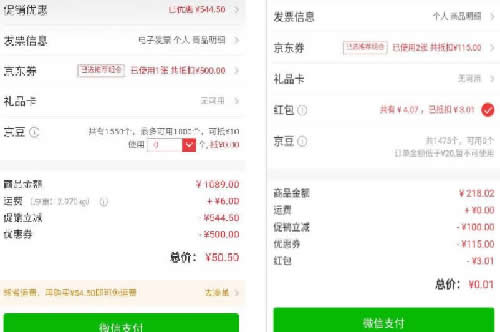 促销优惠 已优惠 ¥544.50
发票信息 电子发票 个人 商品明细
京东券 已选推荐组合 已使用1张 共抵扣¥500.00
礼品卡 无可用
京豆 共有1550个，最多可用1000个，可抵¥10
使用 0 个,抵¥0.00
商品金额 ¥1089.00
运费 (总重: 2.970kg) + ¥6.00
促销立减 - ¥544.50
优惠券 - ¥500.00
总价: ¥50.50
去凑单
微信支付
发票信息 个人 商品明细
京东券 已选推荐组合 已使用2张 共抵扣¥115.00
礼品卡 无可用
红包 共有 ¥ 4.07，已抵扣 ¥ 3.01
京豆 共1475个，可用0个
订单金额低于¥20,暂不可使用
商品金额 ¥ 218.02
运费 + ¥0.00
促销立减 - ¥100.00
优惠券 - ¥115.00
红包 - ¥3.01
总价: ¥0.01
微信支付